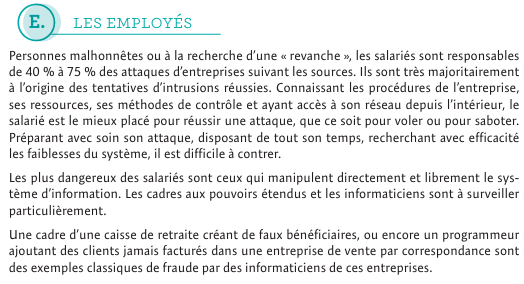 E. LES EMPLOYÉS
Personnes malhonnêtes ou à la recherche d'une « revanche », les salariés sont responsables
de 40 % à 75 % des attaques d'entreprises suivant les sources. Ils sont très majoritairement
à l'origine des tentatives d'intrusions réussies. Connaissant les procédures de l'entreprise,
ses ressources, ses méthodes de contrôle et ayant accès à son réseau depuis l'intérieur, le
salarié est le mieux placé pour réussir une attaque, que ce soit pour voler ou pour saboter.
Préparant avec soin son attaque, disposant de tout son temps, recherchant avec efficacité
les faiblesses du système, il est difficile à contrer.
Les plus dangereux des salariés sont ceux qui manipulent directement et librement le sys-
tème d'information. Les cadres aux pouvoirs étendus et les informaticiens sont à surveiller
particulièrement.
Une cadre d'une caisse de retraite créant de faux bénéficiaires, ou encore un programmeur
ajoutant des clients jamais facturés dans une entreprise de vente par correspondance sont
des exemples classiques de fraude par des informaticiens de ces entreprises.